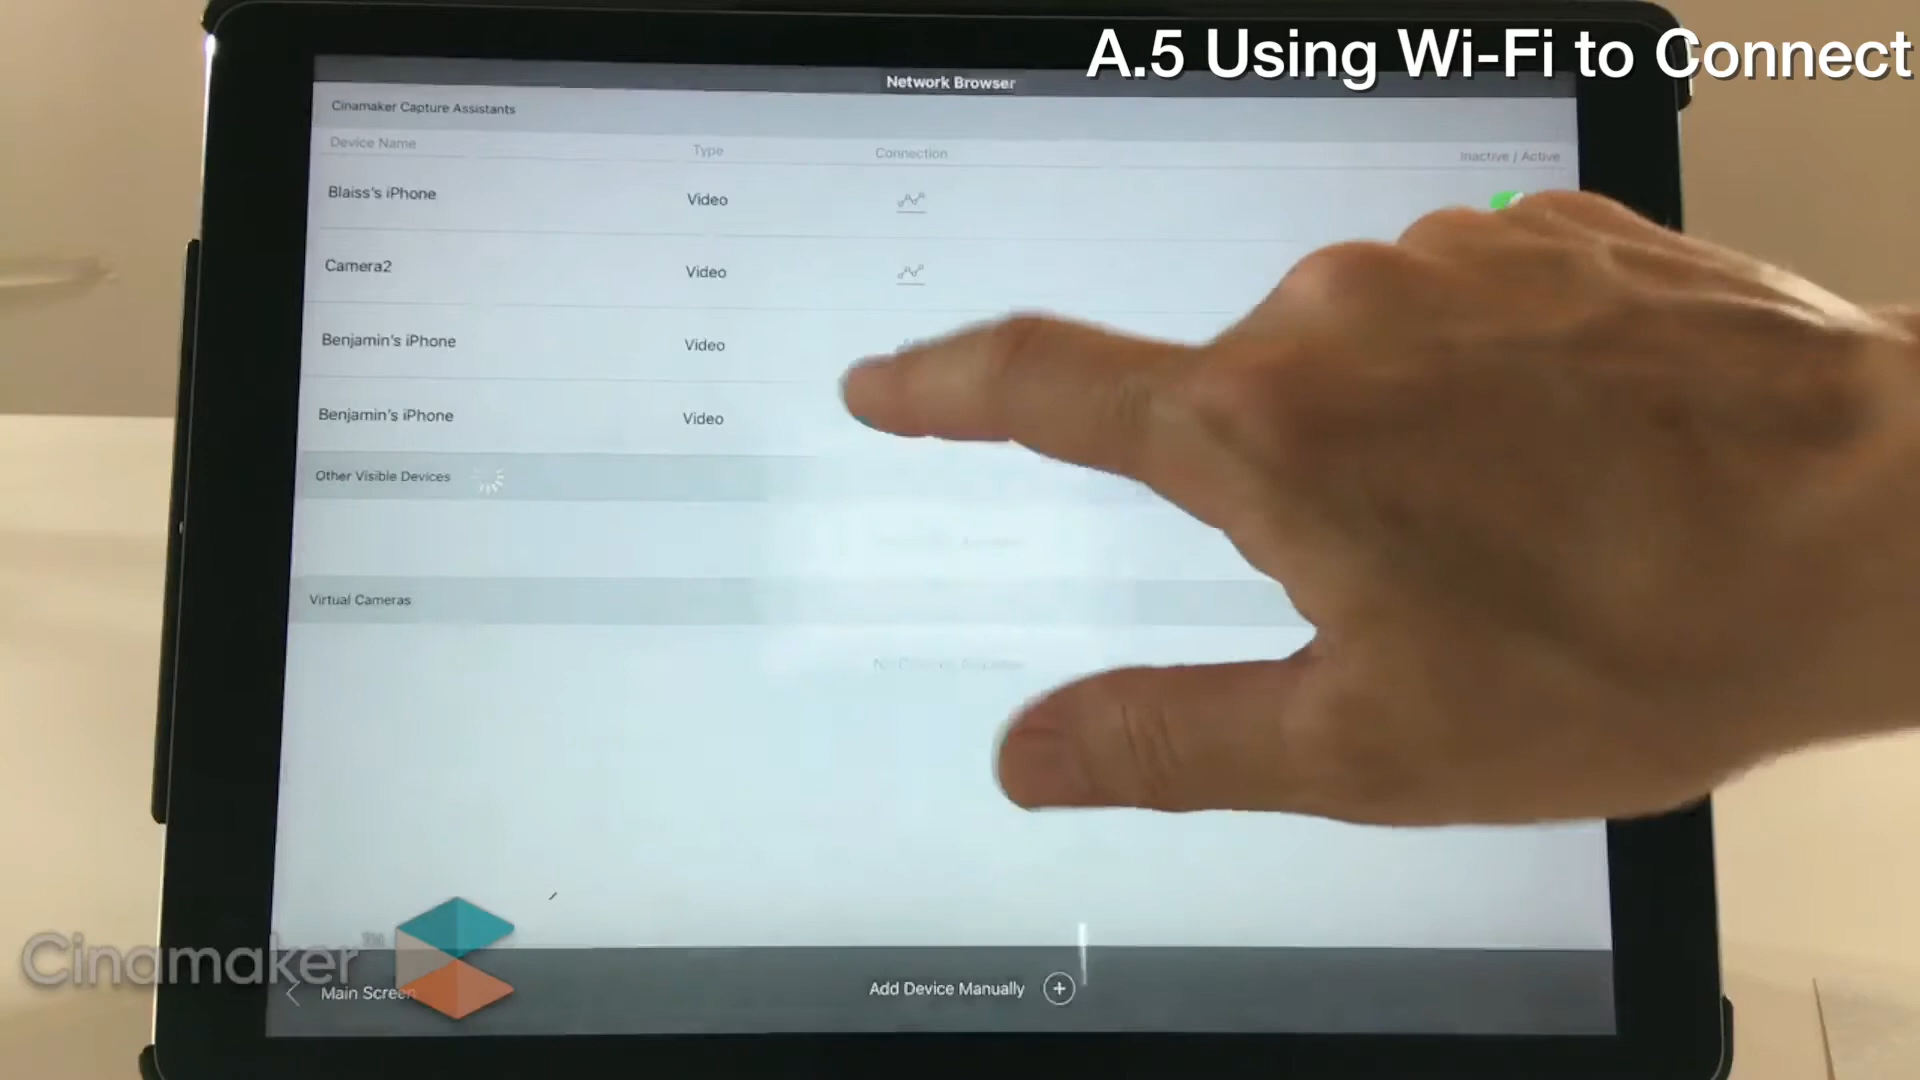 A.5 Using Wi-Fi to Connect
Network Browser
Cinamaker Capture Assistants
Device Name Type Connection Inactive / Active
Blaiss's iPhone Video
Camera2 Video
Benjamin's iPhone Video
Benjamin's iPhone Video
Other Visible Devices
Virtual Cameras
Cinamaker™
Main Screen Add Device Manually +